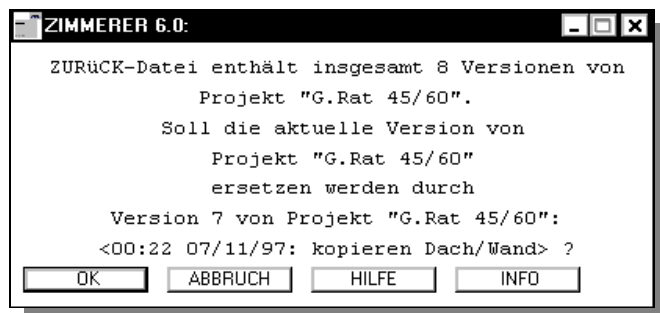 ZIMMERER 6.0:
ZURüCK-Datei enthält insgesamt 8 Versionen von
Projekt "G.Rat 45/60".
Soll die aktuelle Version von
Projekt "G.Rat 45/60"
ersetzen werden durch
Version 7 von Projekt "G.Rat 45/60":
<00:22 07/11/97: kopieren Dach/Wand> ?
OK ABBRUCH HILFE INFO